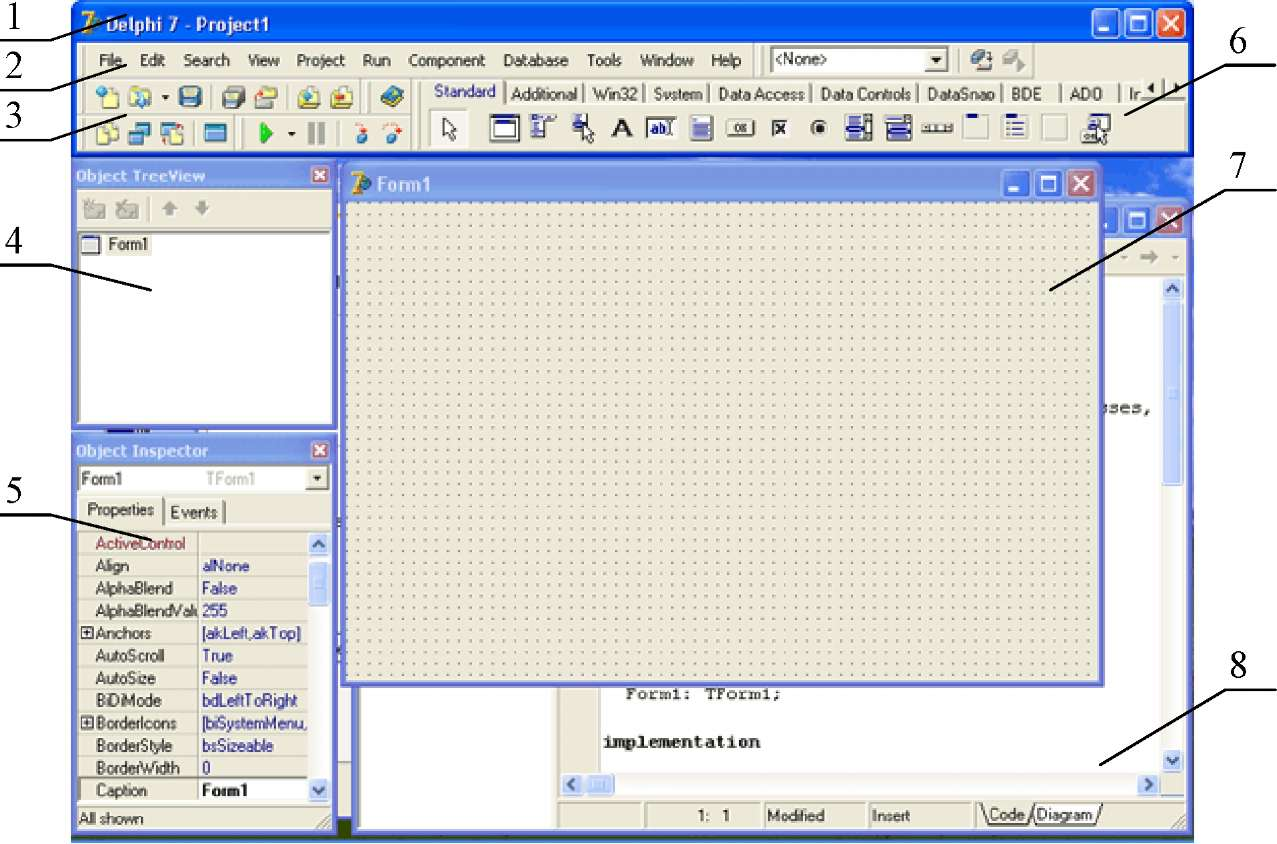 1
Delphi 7 - Project1
2
File Edit Search View Project Run Component Database Tools Window Help
<None>
6
3
Standard Additional Win32 System Data Access Data Controls DataSnap BDE ADO
A
ab
OK
Object TreeView
Form1
7
4
Form1
sses,
Object Inspector
Form1 TForm1
5
Properties Events
ActiveControl
Align alNone
AlphaBlend False
AlphaBlendValu 255
Anchors [akLeft,akTop]
AutoScroll True
AutoSize False
BiDiMode bdLeftToRight
BorderIcons [biSystemMenu,
BorderStyle bsSizeable
BorderWidth 0
Caption Form1
All shown
8
Form1: TForm1;
implementation
1: 1 Modified Insert Code Diagram